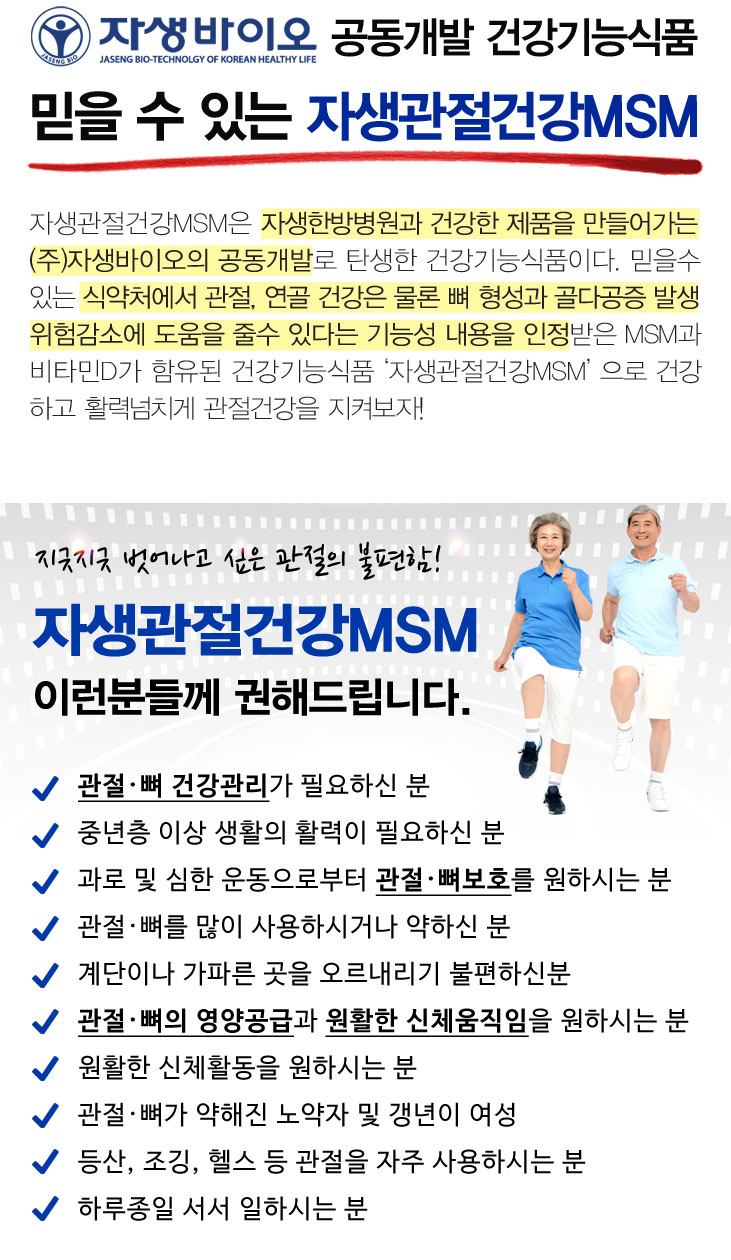 자생바이오 공동개발 건강기능식품
JASENG BIO-TECHNOLGY OF KOREAN HEALTHY LIFE
JASENG BIO
믿을 수 있는 자생관절건강MSM
자생관절건강MSM은 자생한방병원과 건강한 제품을 만들어가는
(주)자생바이오의 공동개발로 탄생한 건강기능식품이다. 믿을수
있는 식약처에서 관절, 연골 건강은 물론 뼈 형성과 골다공증 발생
위험감소에 도움을 줄수 있다는 기능성 내용을 인정받은 MSM과
비타민D가 함유된 건강기능식품 ‘자생관절건강MSM’ 으로 건강
하고 활력넘치게 관절건강을 지켜보자!
지긋지긋 벗어나고 싶은 관절의 불편함!
자생관절건강MSM
이런분들께 권해드립니다.
관절·뼈 건강관리가 필요하신 분
중년층 이상 생활의 활력이 필요하신 분
과로 및 심한 운동으로부터 관절·뼈보호를 원하시는 분
관절·뼈를 많이 사용하시거나 약하신 분
계단이나 가파른 곳을 오르내리기 불편하신분
관절·뼈의 영양공급과 원활한 신체움직임을 원하시는 분
원활한 신체활동을 원하시는 분
관절·뼈가 약해진 노약자 및 갱년이 여성
등산, 조깅, 헬스 등 관절을 자주 사용하시는 분
하루종일 서서 일하시는 분